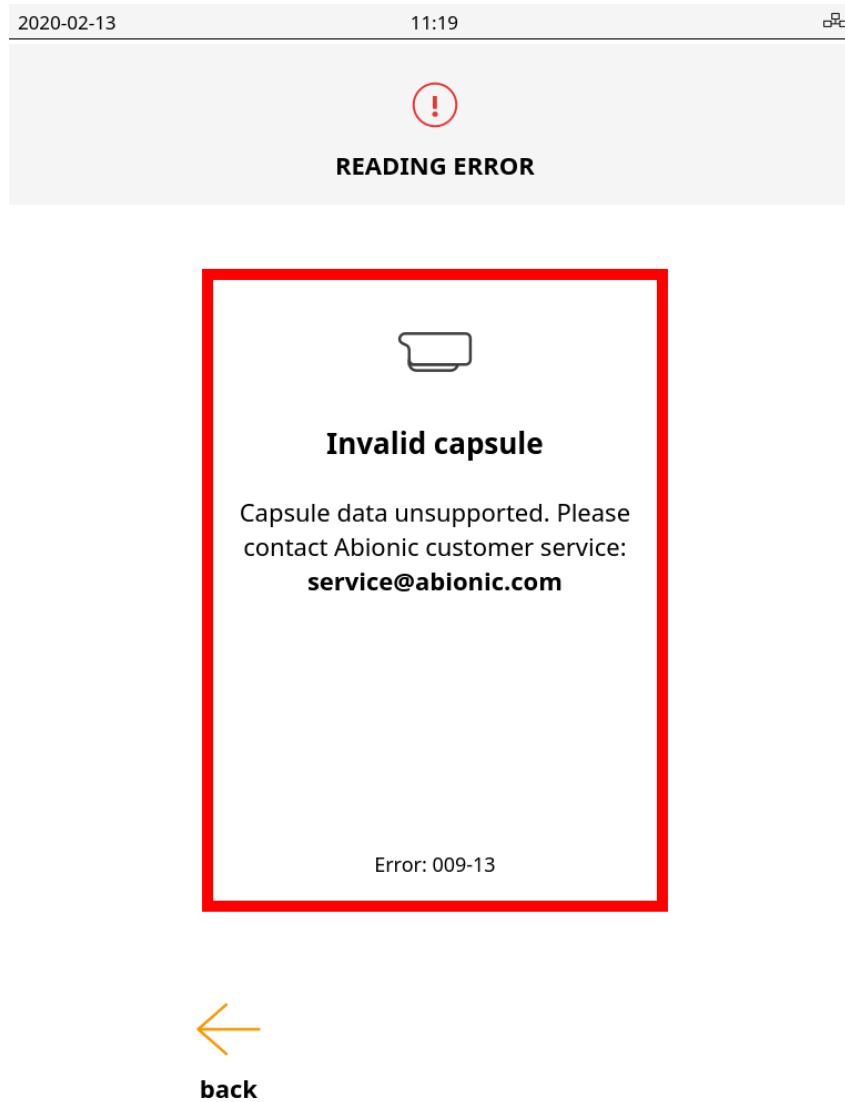 2020-02-13 11:19
READING ERROR
Invalid capsule
Capsule data unsupported. Please
contact Abionic customer service:
service@abionic.com
Error: 009-13
back